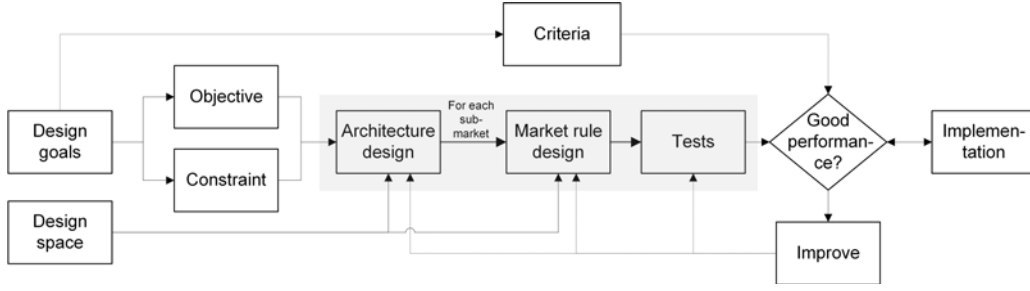 Criteria
Objective
Design
goals
Constraint
Design
space
Architecture
design
For each
sub-
market
Market rule
design
Tests
Good
performan-
ce?
Implemen-
tation
Improve